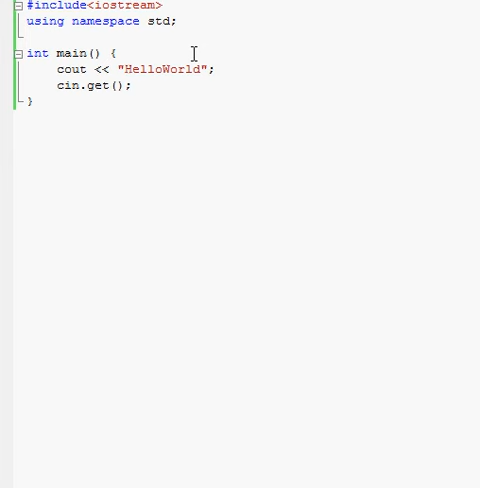 #include<iostream>
using namespace std;
int main() {
cout << "HelloWorld";
cin.get();
}